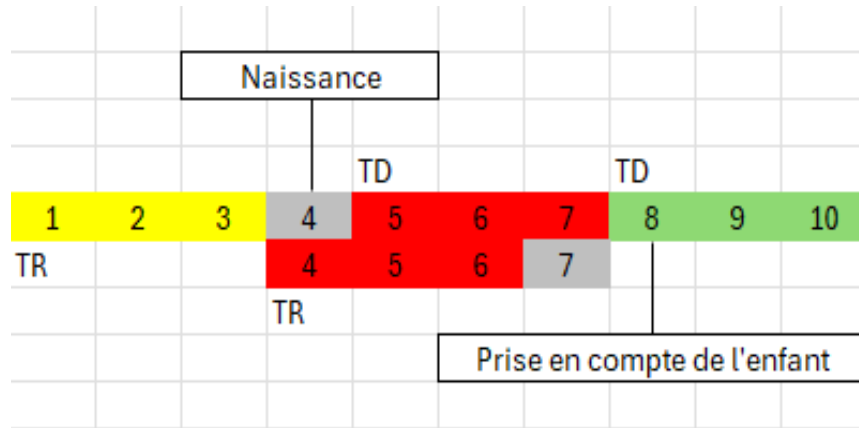 Naissance
TD TD
1 2 3 4 5 6 7 8 9 10
TR 4 5 6 7
TR
Prise en compte de l'enfant